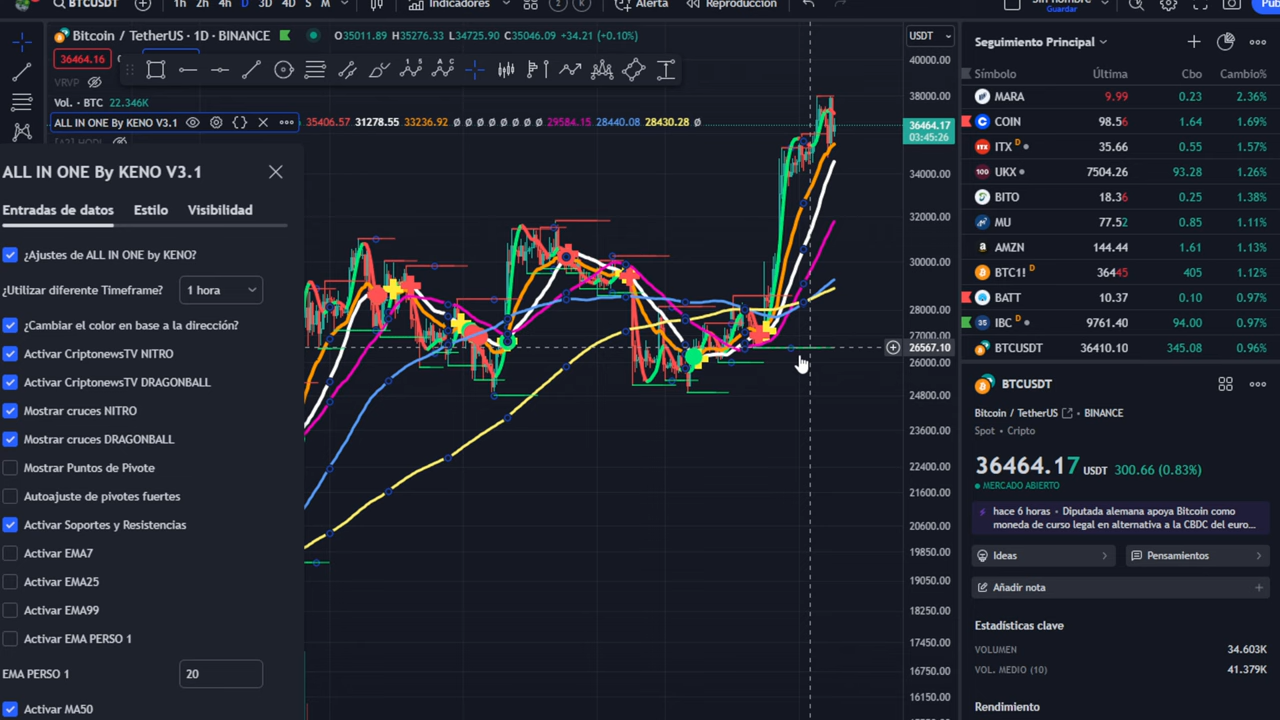 BTCUSDT
1h 2h 4h D 3D 4D S M
Indicadores
Alerta
Reproducción
Guardar
Bitcoin / TetherUS · 1D · BINANCE
O35011.89 H35276.33 L34725.90 C35046.09 +34.21 (+0.10%)
36464.16
VRVP
Vol. · BTC 22.346K
ALL IN ONE BY KENO V3.1
35406.57 31278.55 33236.92 Ø Ø Ø Ø Ø Ø Ø Ø 29584.15 28440.08 28430.28 Ø
ALL IN ONE By KENO V3.1
Entradas de datos
Estilo
Visibilidad
¿Ajustes de ALL IN ONE by KENO?
¿Utilizar diferente Timeframe?
1 hora
¿Cambiar el color en base a la dirección?
Activar CriptonewsTV NITRO
Activar CriptonewsTV DRAGONBALL
Mostrar cruces NITRO
Mostrar cruces DRAGONBALL
Mostrar Puntos de Pivote
Autoajuste de pivotes fuertes
Activar Soportes y Resistencias
Activar EMA7
Activar EMA25
Activar EMA99
Activar EMA PERSO 1
EMA PERSO 1
20
Activar MA50
USDT
40000.00
38000.00
36464.17
03:45:26
34000.00
32000.00
30000.00
28000.00
27000.00
26567.10
26000.00
24800.00
23600.00
22400.00
21600.00
20600.00
19850.00
19050.00
18250.00
17450.00
16750.00
16150.00
Seguimiento Principal
Símbolo Última Cbo Cambio%
MARA 9.99 0.23 2.36%
COIN 98.56 1.64 1.69%
ITX D 35.66 0.55 1.57%
UKX 7504.26 93.28 1.26%
BITO 18.36 0.25 1.38%
MU 77.52 0.85 1.11%
AMZN 144.44 1.61 1.13%
BTC1! D 36445 405 1.12%
BATT 10.37 0.10 0.97%
IBC 9761.40 94.00 0.97%
BTCUSDT 36410.10 345.08 0.96%
BTCUSDT
Bitcoin / TetherUS · BINANCE
Spot · Cripto
36464.17 USDT 300.66 (0.83%)
MERCADO ABIERTO
hace 6 horas · Diputada alemana apoya Bitcoin como
moneda de curso legal en alternativa a la CBDC del euro...
Ideas
Pensamientos
Añadir nota
Estadísticas clave
VOLUMEN 34.603K
VOL. MEDIO (10) 41.379K
Rendimiento